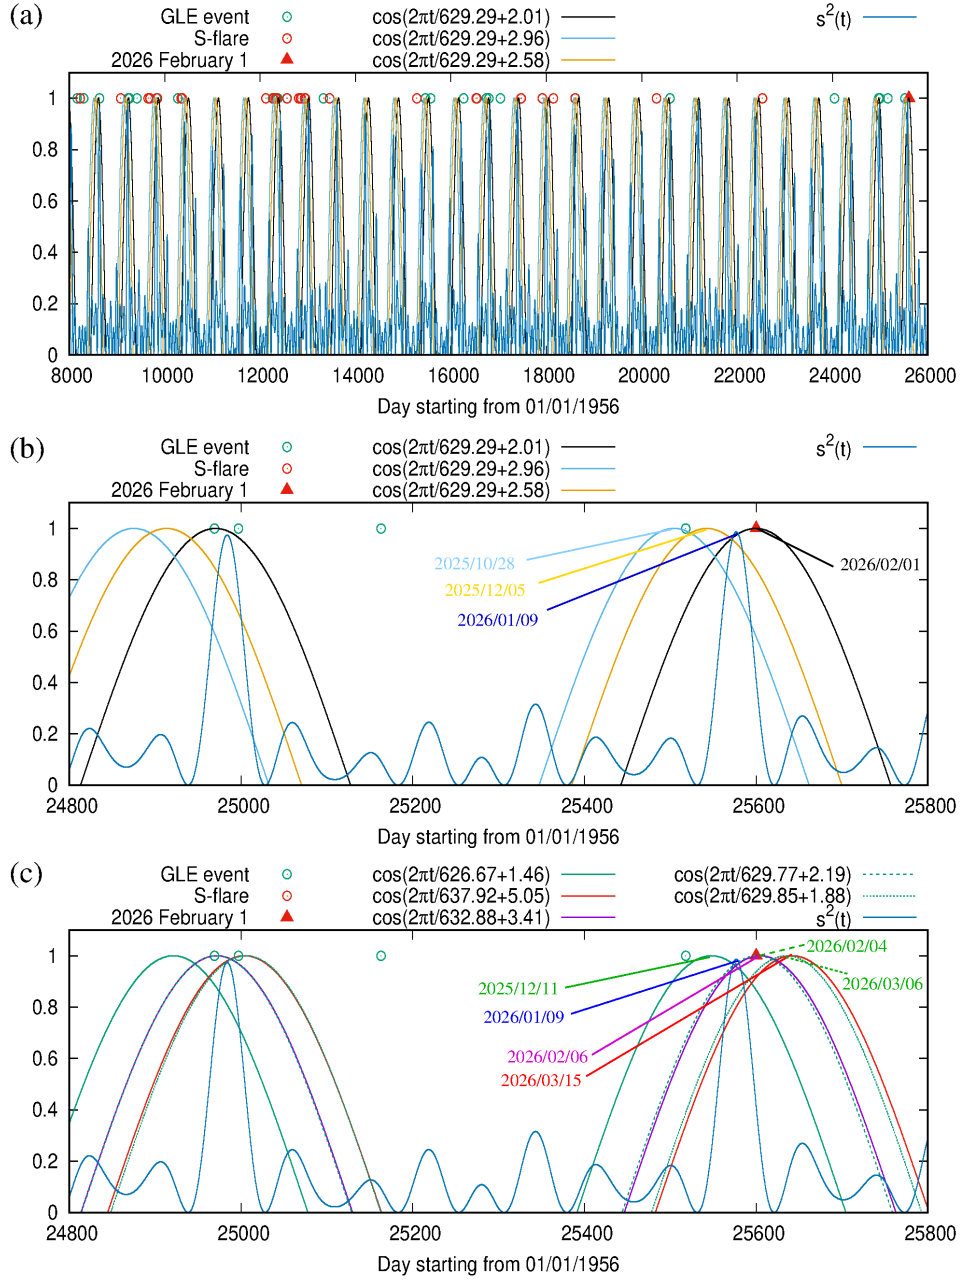 (a)
GLE event
S-flare
2026 February 1
cos(2πt/629.29+2.01)
cos(2πt/629.29+2.96)
cos(2πt/629.29+2.58)
s²(t)
1
0.8
0.6
0.4
0.2
0
8000 10000 12000 14000 16000 18000 20000 22000 24000 26000
Day starting from 01/01/1956
(b)
GLE event
S-flare
2026 February 1
cos(2πt/629.29+2.01)
cos(2πt/629.29+2.96)
cos(2πt/629.29+2.58)
s²(t)
1
0.8
0.6
0.4
0.2
0
2025/10/28
2025/12/05
2026/01/09
2026/02/01
24800 25000 25200 25400 25600 25800
Day starting from 01/01/1956
(c)
GLE event
S-flare
2026 February 1
cos(2πt/626.67+1.46)
cos(2πt/637.92+5.05)
cos(2πt/632.88+3.41)
cos(2πt/629.77+2.19)
cos(2πt/629.85+1.88)
s²(t)
1
0.8
0.6
0.4
0.2
0
2026/02/04
2026/03/06
2025/12/11
2026/01/09
2026/02/06
2026/03/15
24800 25000 25200 25400 25600 25800
Day starting from 01/01/1956